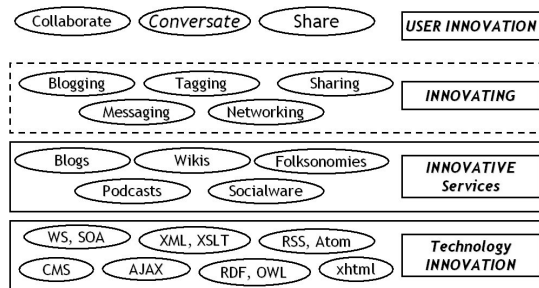 Collaborate
Conversate
Share
USER INNOVATION
Blogging
Tagging
Sharing
Messaging
Networking
INNOVATING
Blogs
Wikis
Folksonomies
Podcasts
Socialware
INNOVATIVE
Services
WS, SOA
XML, XSLT
RSS, Atom
CMS
AJAX
RDF, OWL
xhtml
Technology
INNOVATION